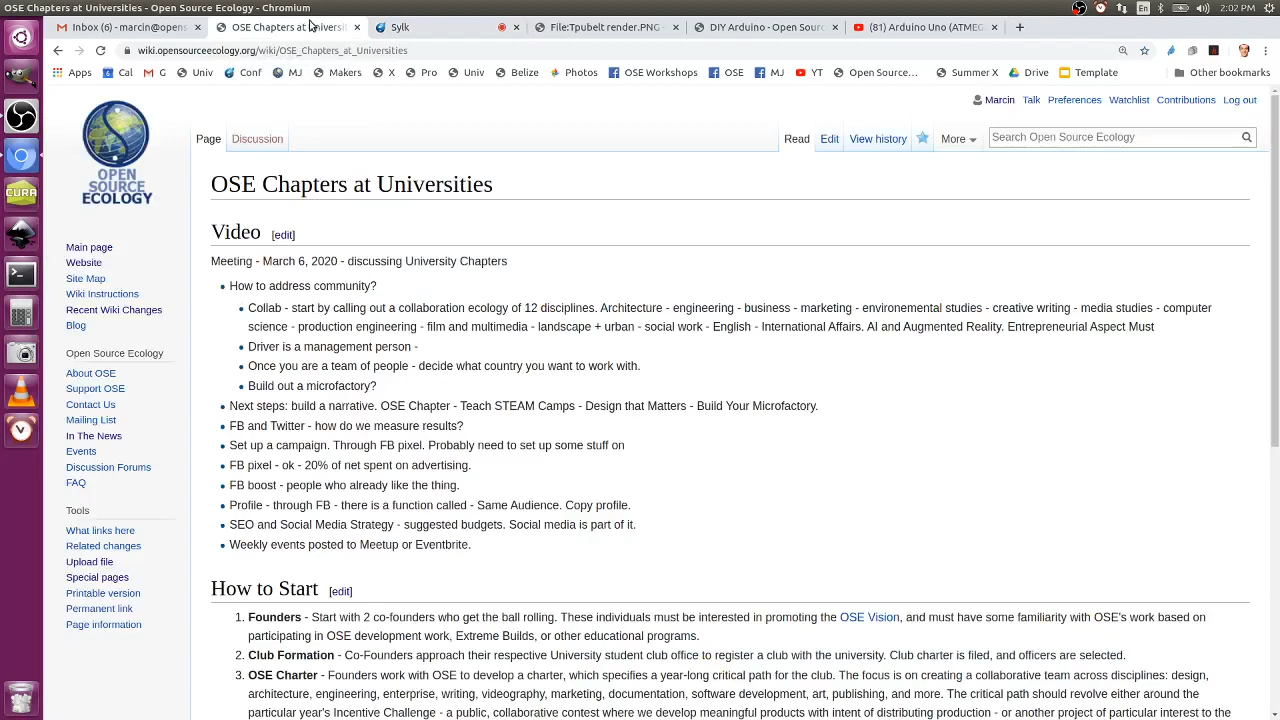 OSE Chapters at Universities - Open Source Ecology - Chromium
En
2:02 PM
Inbox (6) - marcin@opens
OSE Chapters at Universit
Sylk
File:Tpubelt render.PNG -
DIY Arduino - Open Sourc
(81) Arduino Uno (ATMEG
wiki.opensourceecology.org/wiki/OSE_Chapters_at_Universities
Apps
Cal
G
Univ
Conf
MJ
Makers
X
Pro
Univ
Belize
Photos
OSE Workshops
OSE
MJ
YT
Open Source…
Summer X
Drive
Template
Other bookmarks
Marcin Talk Preferences Watchlist Contributions Log out
Page Discussion
Read Edit View history More
Search Open Source Ecology
OPEN
SOURCE
ECOLOGY
Main page
Website
Site Map
Wiki Instructions
Recent Wiki Changes
Blog
Open Source Ecology
About OSE
Support OSE
Contact Us
Mailing List
In The News
Events
Discussion Forums
FAQ
Tools
What links here
Related changes
Upload file
Special pages
Printable version
Permanent link
Page information
OSE Chapters at Universities
Video [edit]
Meeting - March 6, 2020 - discussing University Chapters
How to address community?
Collab - start by calling out a collaboration ecology of 12 disciplines. Architecture - engineering - business - marketing - environemental studies - creative writing - media studies - computer
science - production engineering - film and multimedia - landscape + urban - social work - English - International Affairs. AI and Augmented Reality. Entrepreneurial Aspect Must
Driver is a management person -
Once you are a team of people - decide what country you want to work with.
Build out a microfactory?
Next steps: build a narrative. OSE Chapter - Teach STEAM Camps - Design that Matters - Build Your Microfactory.
FB and Twitter - how do we measure results?
Set up a campaign. Through FB pixel. Probably need to set up some stuff on
FB pixel - ok - 20% of net spent on advertising.
FB boost - people who already like the thing.
Profile - through FB - there is a function called - Same Audience. Copy profile.
SEO and Social Media Strategy - suggested budgets. Social media is part of it.
Weekly events posted to Meetup or Eventbrite.
How to Start [edit]
1. Founders - Start with 2 co-founders who get the ball rolling. These individuals must be interested in promoting the OSE Vision, and must have some familiarity with OSE's work based on
participating in OSE development work, Extreme Builds, or other educational programs.
2. Club Formation - Co-Founders approach their respective University student club office to register a club with the university. Club charter is filed, and officers are selected.
3. OSE Charter - Founders work with OSE to develop a charter, which specifies a year-long critical path for the club. The focus is on creating a collaborative team across disciplines: design,
architecture, engineering, enterprise, writing, videography, marketing, documentation, software development, art, publishing, and more. The critical path should revolve either around the
particular year's Incentive Challenge - a public, collaborative contest where we develop meaningful products with intent of distributing production - or another project of particular interest to the
CURA